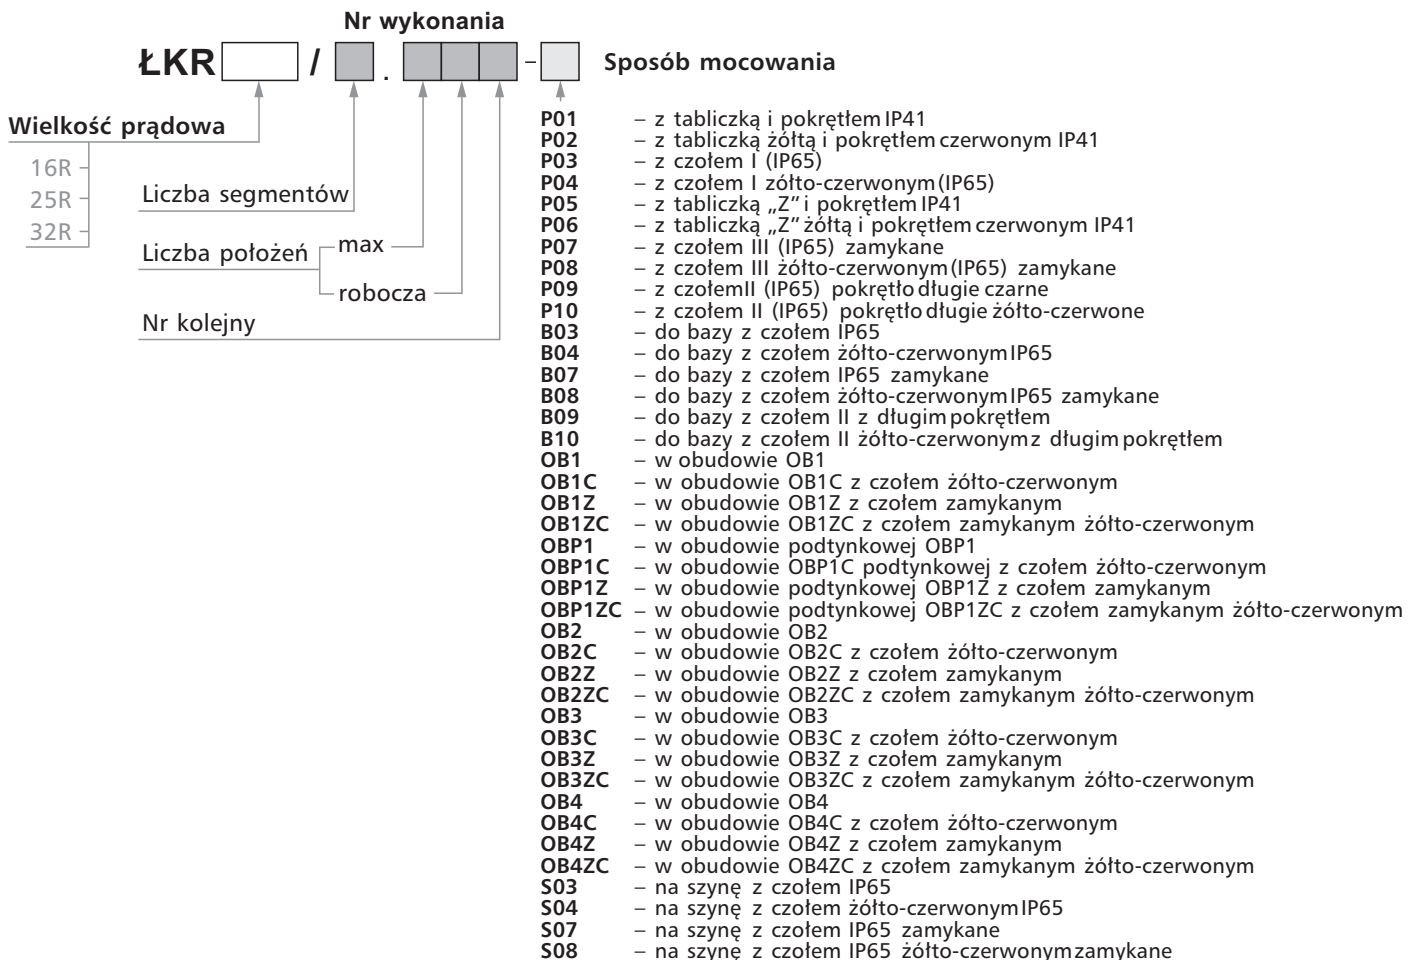 Nr wykonania
ŁKR / . – Sposób mocowania
Wielkość prądowa
16R
25R
32R
Liczba segmentów
Liczba położeń
max
robocza
Nr kolejny
P01 – z tabliczką i pokrętłem IP41
P02 – z tabliczką żółtą i pokrętłem czerwonym IP41
P03 – z czołem I (IP65)
P04 – z czołem I zółto-czerwonym (IP65)
P05 – z tabliczką „Z” i pokrętłem IP41
P06 – z tabliczką „Z” żółtą i pokrętłem czerwonym IP41
P07 – z czołem III (IP65) zamykane
P08 – z czołem III żółto-czerwonym (IP65) zamykane
P09 – z czołemII (IP65) pokrętło długie czarne
P10 – z czołem II (IP65) pokrętło długie żółto-czerwone
B03 – do bazy z czołem IP65
B04 – do bazy z czołem żółto-czerwonym IP65
B07 – do bazy z czołem IP65 zamykane
B08 – do bazy z czołem żółto-czerwonym IP65 zamykane
B09 – do bazy z czołem II z długim pokrętłem
B10 – do bazy z czołem II żółto-czerwonym z długim pokrętłem
OB1 – w obudowie OB1
OB1C – w obudowie OB1C z czołem żółto-czerwonym
OB1Z – w obudowie OB1Z z czołem zamykanym
OB1ZC – w obudowie OB1ZC z czołem zamykanym żółto-czerwonym
OBP1 – w obudowie podtynkowej OBP1
OBP1C – w obudowie OBP1C podtynkowej z czołem żółto-czerwonym
OBP1Z – w obudowie podtynkowej OBP1Z z czołem zamykanym
OBP1ZC – w obudowie podtynkowej OBP1ZC z czołem zamykanym żółto-czerwonym
OB2 – w obudowie OB2
OB2C – w obudowie OB2C z czołem żółto-czerwonym
OB2Z – w obudowie OB2Z z czołem zamykanym
OB2ZC – w obudowie OB2ZC z czołem zamykanym żółto-czerwonym
OB3 – w obudowie OB3
OB3C – w obudowie OB3C z czołem żółto-czerwonym
OB3Z – w obudowie OB3Z z czołem zamykanym
OB3ZC – w obudowie OB3ZC z czołem zamykanym żółto-czerwonym
OB4 – w obudowie OB4
OB4C – w obudowie OB4C z czołem żółto-czerwonym
OB4Z – w obudowie OB4Z z czołem zamykanym
OB4ZC – w obudowie OB4ZC z czołem zamykanym żółto-czerwonym
S03 – na szynę z czołem IP65
S04 – na szynę z czołem żółto-czerwonym IP65
S07 – na szynę z czołem IP65 zamykane
S08 – na szynę z czołem IP65 żółto-czerwonym zamykane